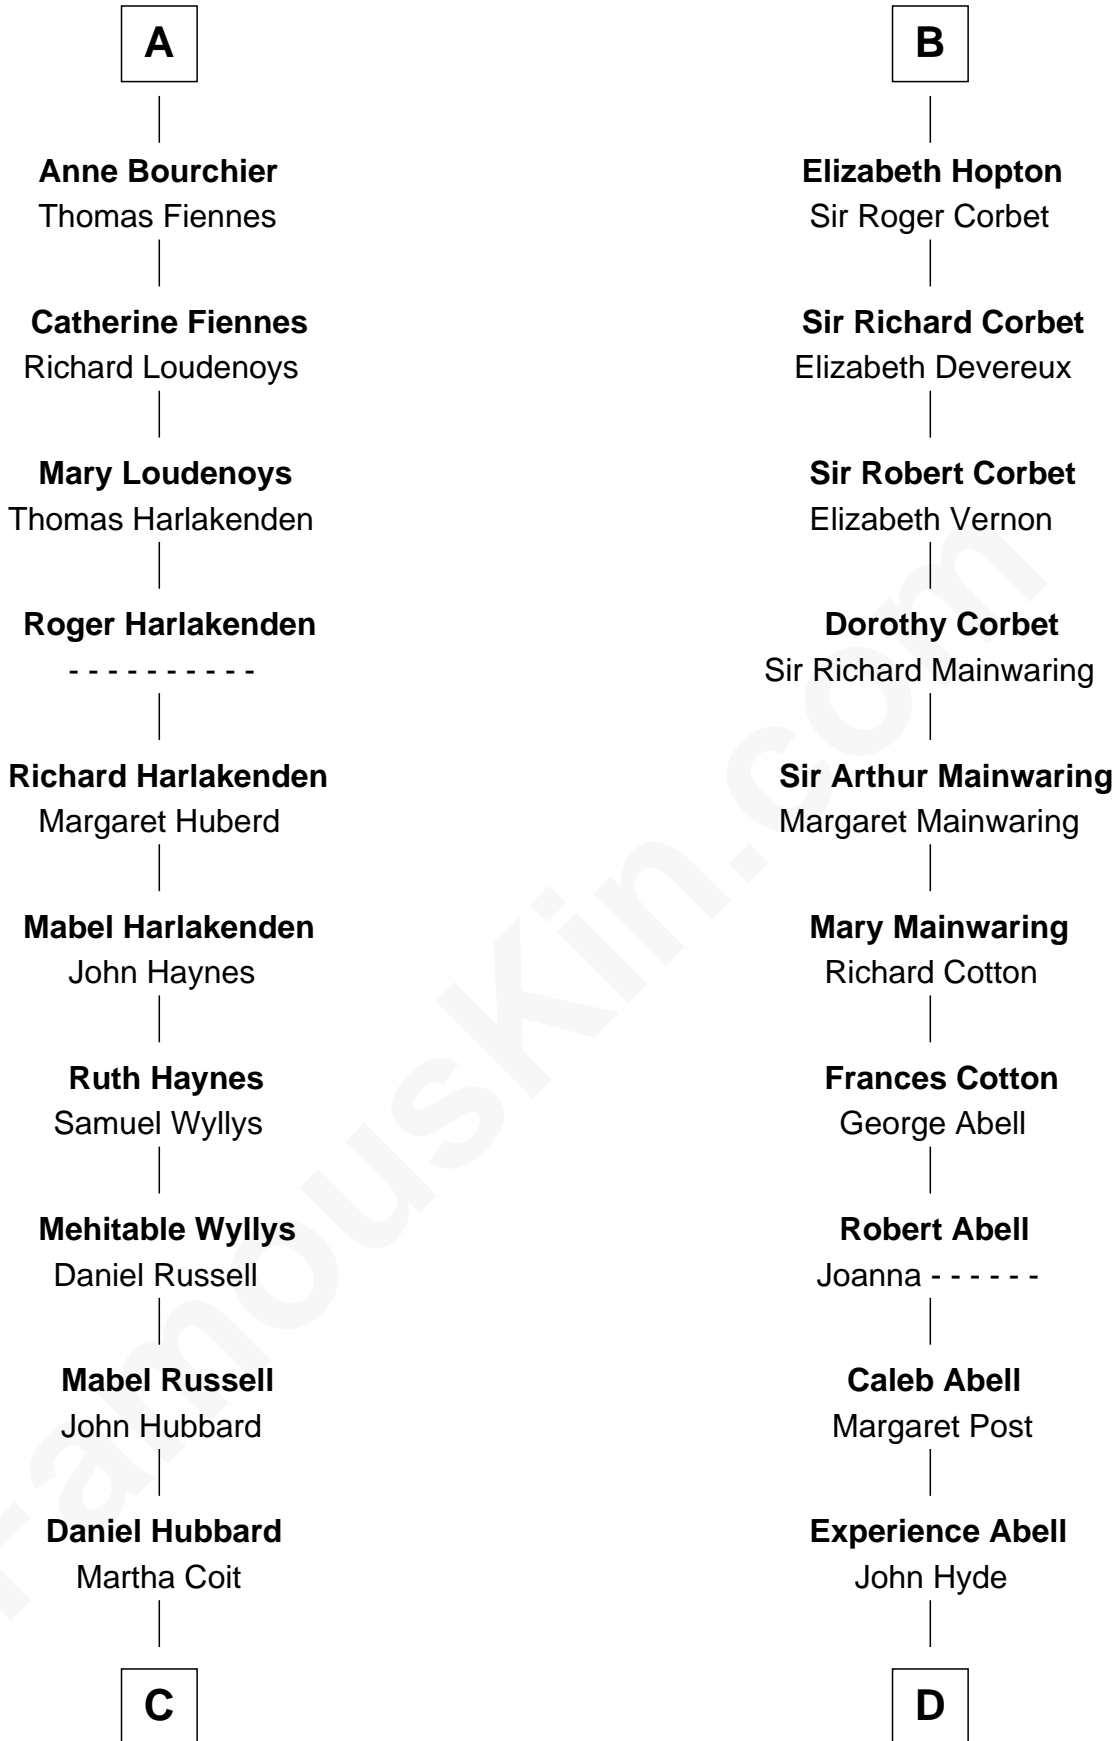 A
Anne Bourchier
Thomas Fiennes
Catherine Fiennes
Richard Loudenoys
Mary Loudenoys
Thomas Harlakenden
Roger Harlakenden
- - - - - - - - - -
Richard Harlakenden
Margaret Huberd
Mabel Harlakenden
John Haynes
Ruth Haynes
Samuel Wyllys
Mehitable Wyllys
Daniel Russell
Mabel Russell
John Hubbard
Daniel Hubbard
Martha Coit
C
B
Elizabeth Hopton
Sir Roger Corbet
Sir Richard Corbet
Elizabeth Devereux
Sir Robert Corbet
Elizabeth Vernon
Dorothy Corbet
Sir Richard Mainwaring
Sir Arthur Mainwaring
Margaret Mainwaring
Mary Mainwaring
Richard Cotton
Frances Cotton
George Abell
Robert Abell
Joanna - - - - - -
Caleb Abell
Margaret Post
Experience Abell
John Hyde
D
FamousKin.com